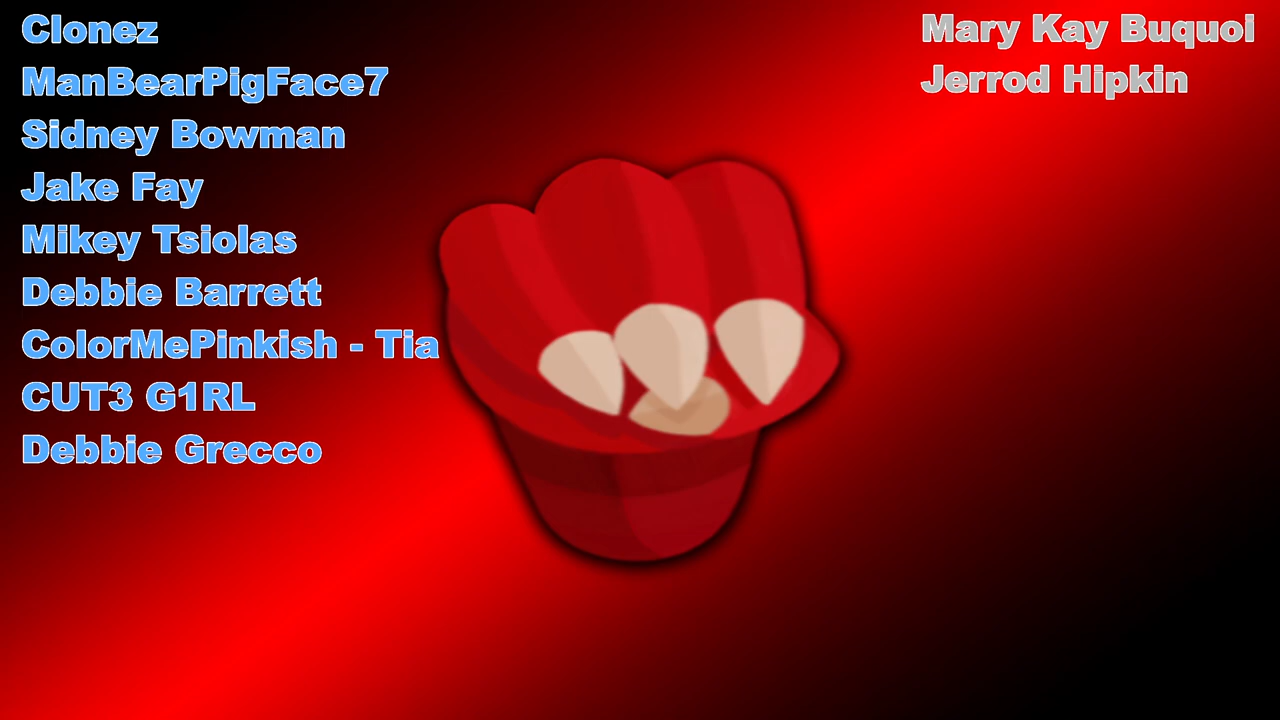 Clonez
ManBearPigFace7
Sidney Bowman
Jake Fay
Mikey Tsiolas
Debbie Barrett
ColorMePinkish - Tia
CUT3 G1RL
Debbie Grecco
Mary Kay Buquoi
Jerrod Hipkin